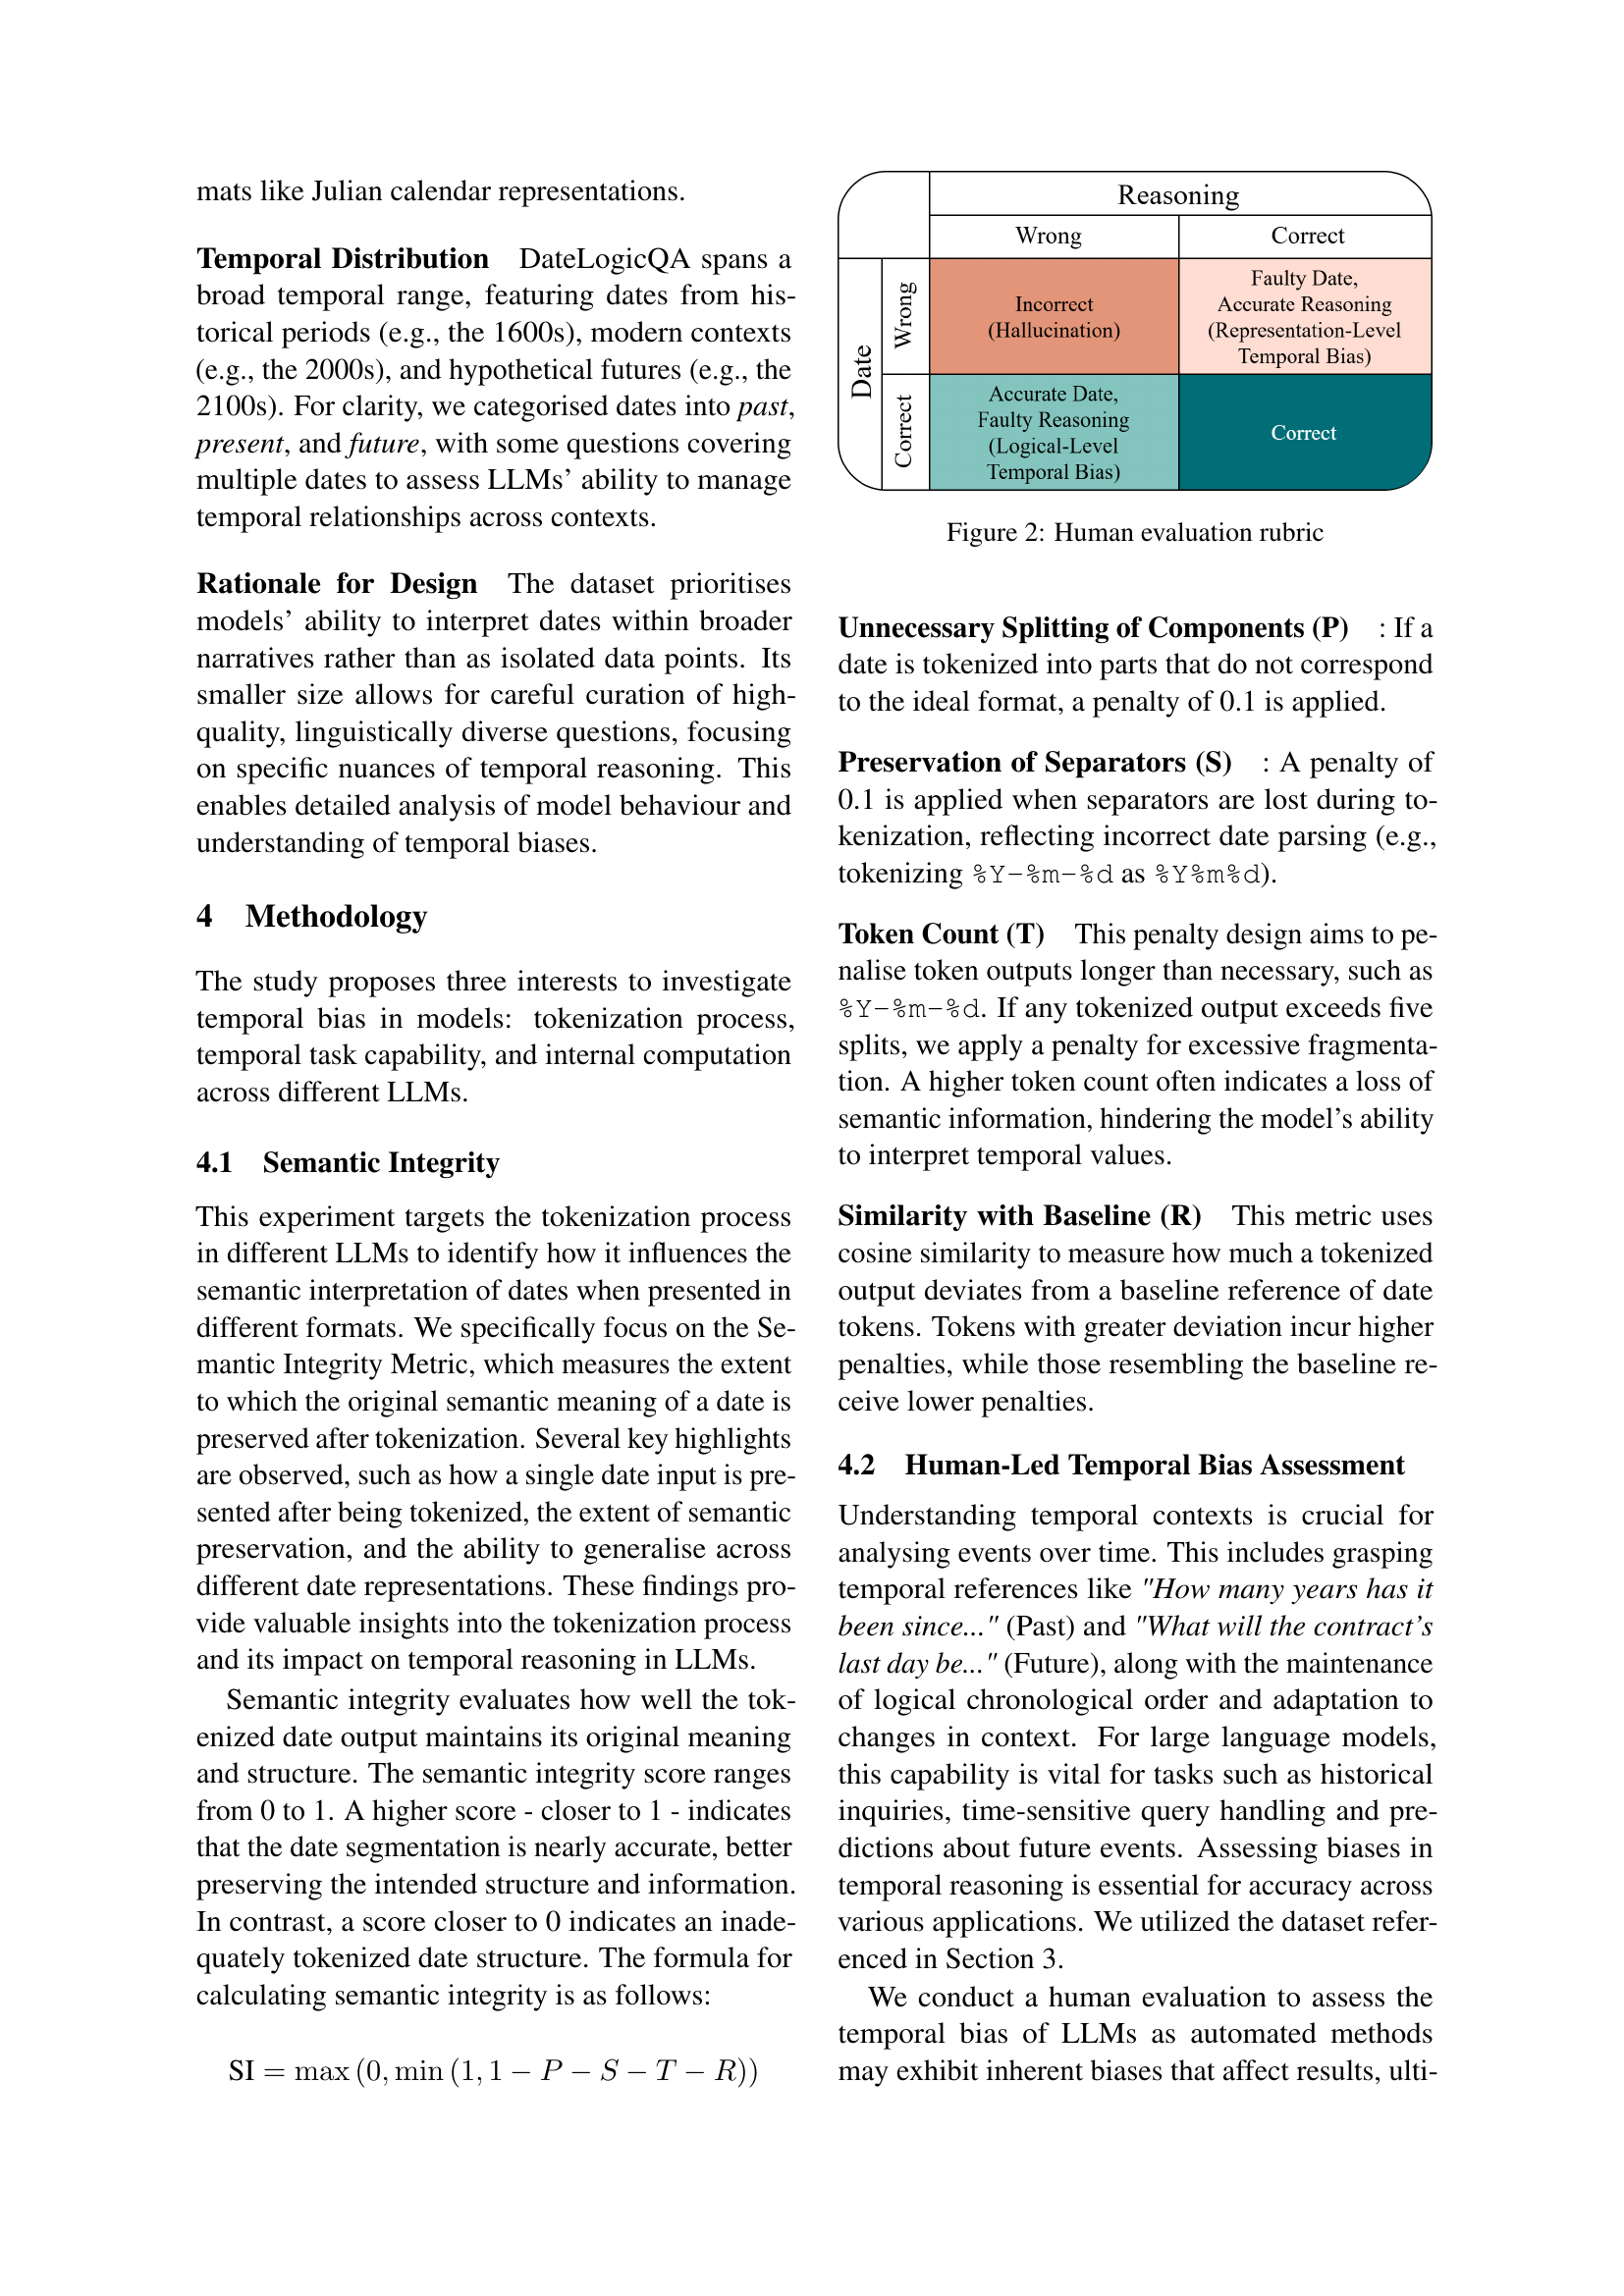 mats like Julian calendar representations.
Temporal Distribution DateLogicQA spans a
broad temporal range, featuring dates from his-
torical periods (e.g., the 1600s), modern contexts
(e.g., the 2000s), and hypothetical futures (e.g., the
2100s). For clarity, we categorised dates into past,
present, and future, with some questions covering
multiple dates to assess LLMs’ ability to manage
temporal relationships across contexts.
Rationale for Design The dataset prioritises
models’ ability to interpret dates within broader
narratives rather than as isolated data points. Its
smaller size allows for careful curation of high-
quality, linguistically diverse questions, focusing
on specific nuances of temporal reasoning. This
enables detailed analysis of model behaviour and
understanding of temporal biases.
4 Methodology
The study proposes three interests to investigate
temporal bias in models: tokenization process,
temporal task capability, and internal computation
across different LLMs.
4.1 Semantic Integrity
This experiment targets the tokenization process
in different LLMs to identify how it influences the
semantic interpretation of dates when presented in
different formats. We specifically focus on the Se-
mantic Integrity Metric, which measures the extent
to which the original semantic meaning of a date is
preserved after tokenization. Several key highlights
are observed, such as how a single date input is pre-
sented after being tokenized, the extent of semantic
preservation, and the ability to generalise across
different date representations. These findings pro-
vide valuable insights into the tokenization process
and its impact on temporal reasoning in LLMs.
Semantic integrity evaluates how well the tok-
enized date output maintains its original meaning
and structure. The semantic integrity score ranges
from 0 to 1. A higher score - closer to 1 - indicates
that the date segmentation is nearly accurate, better
preserving the intended structure and information.
In contrast, a score closer to 0 indicates an inade-
quately tokenized date structure. The formula for
calculating semantic integrity is as follows:
SI = max (0, min (1, 1 − P − S − T − R))
Reasoning
Wrong Correct
Date
Wrong
Incorrect
(Hallucination)
Faulty Date,
Accurate Reasoning
(Representation-Level
Temporal Bias)
Correct
Accurate Date,
Faulty Reasoning
(Logical-Level
Temporal Bias)
Correct
Figure 2: Human evaluation rubric
Unnecessary Splitting of Components (P) : If a
date is tokenized into parts that do not correspond
to the ideal format, a penalty of 0.1 is applied.
Preservation of Separators (S) : A penalty of
0.1 is applied when separators are lost during to-
kenization, reflecting incorrect date parsing (e.g.,
tokenizing %Y-%m-%d as %Y%m%d).
Token Count (T) This penalty design aims to pe-
nalise token outputs longer than necessary, such as
%Y-%m-%d. If any tokenized output exceeds five
splits, we apply a penalty for excessive fragmenta-
tion. A higher token count often indicates a loss of
semantic information, hindering the model’s ability
to interpret temporal values.
Similarity with Baseline (R) This metric uses
cosine similarity to measure how much a tokenized
output deviates from a baseline reference of date
tokens. Tokens with greater deviation incur higher
penalties, while those resembling the baseline re-
ceive lower penalties.
4.2 Human-Led Temporal Bias Assessment
Understanding temporal contexts is crucial for
analysing events over time. This includes grasping
temporal references like "How many years has it
been since..." (Past) and "What will the contract’s
last day be..." (Future), along with the maintenance
of logical chronological order and adaptation to
changes in context. For large language models,
this capability is vital for tasks such as historical
inquiries, time-sensitive query handling and pre-
dictions about future events. Assessing biases in
temporal reasoning is essential for accuracy across
various applications. We utilized the dataset refer-
enced in Section 3.
We conduct a human evaluation to assess the
temporal bias of LLMs as automated methods
may exhibit inherent biases that affect results, ulti-